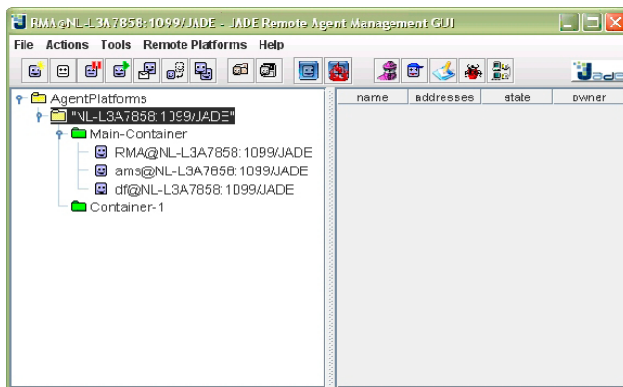 RMA@NL-L3A7858:1099/JADE - JADE Remote Agent Management GUI
File Actions Tools Remote Platforms Help
Jade
AgentPlatforms
name addresses state owner
"NL-L3A7858:1099/JADE"
Main-Container
RMA@NL-L3A7858:1099/JADE
ams@NL-L3A7858:1099/JADE
df@NL-L3A7858:1099/JADE
Container-1